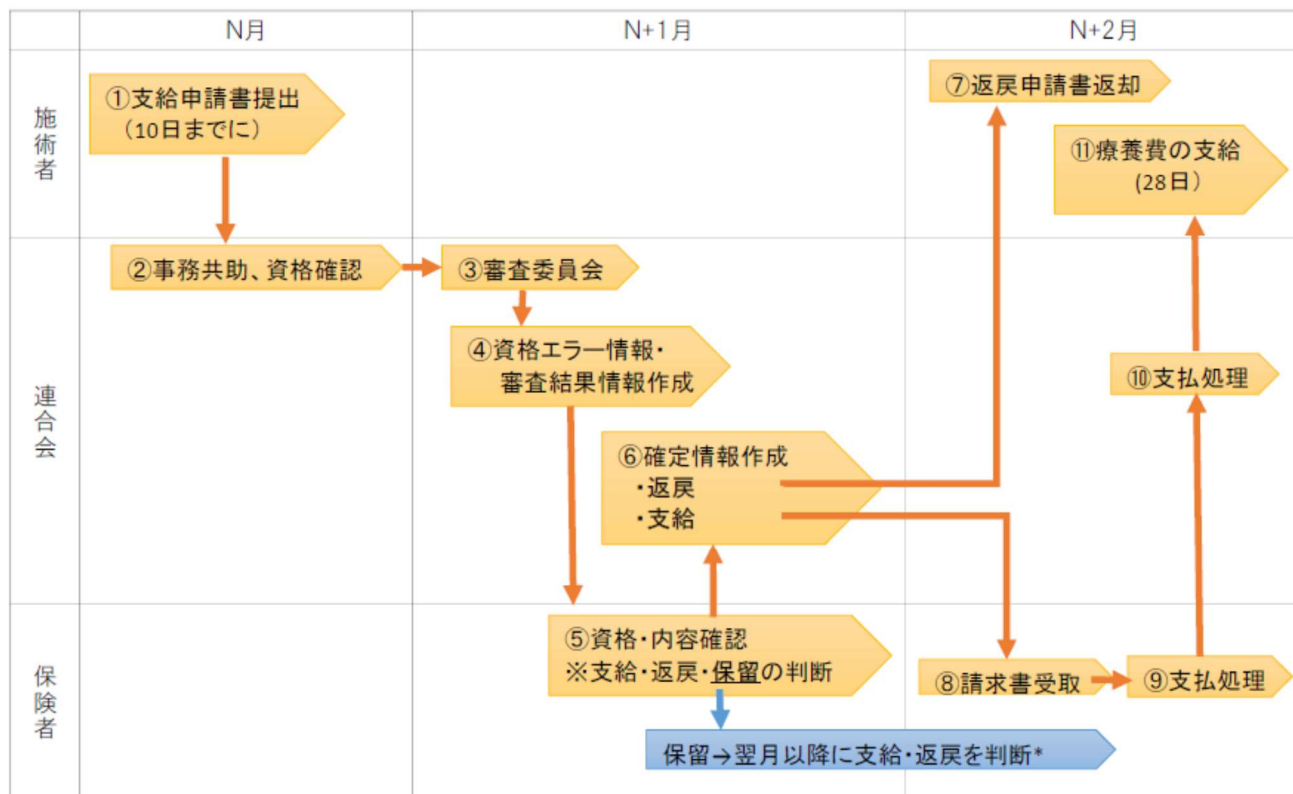 N月
N+1月
N+2月
施術者
①支給申請書提出
（10日までに）
⑦返戻申請書返却
⑪療養費の支給
(28日）
連合会
②事務共助、資格確認
③審査委員会
④資格エラー情報・
審査結果情報作成
⑥確定情報作成
・返戻
・支給
⑩支払処理
保険者
⑤資格・内容確認
※支給・返戻・保留の判断
⑧請求書受取
⑨支払処理
保留→翌月以降に支給・返戻を判断*